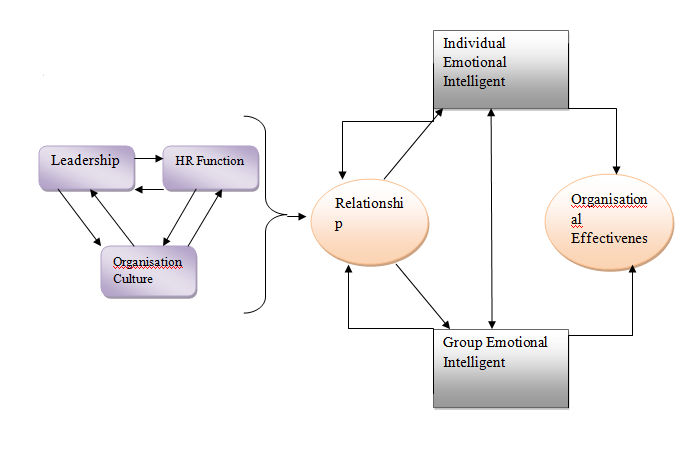 Individual
Emotional
Intelligent
Leadership
HR Function
Organisation
Culture
Relationshi
p
Organisation
al
Effectivenes
Group Emotional
Intelligent